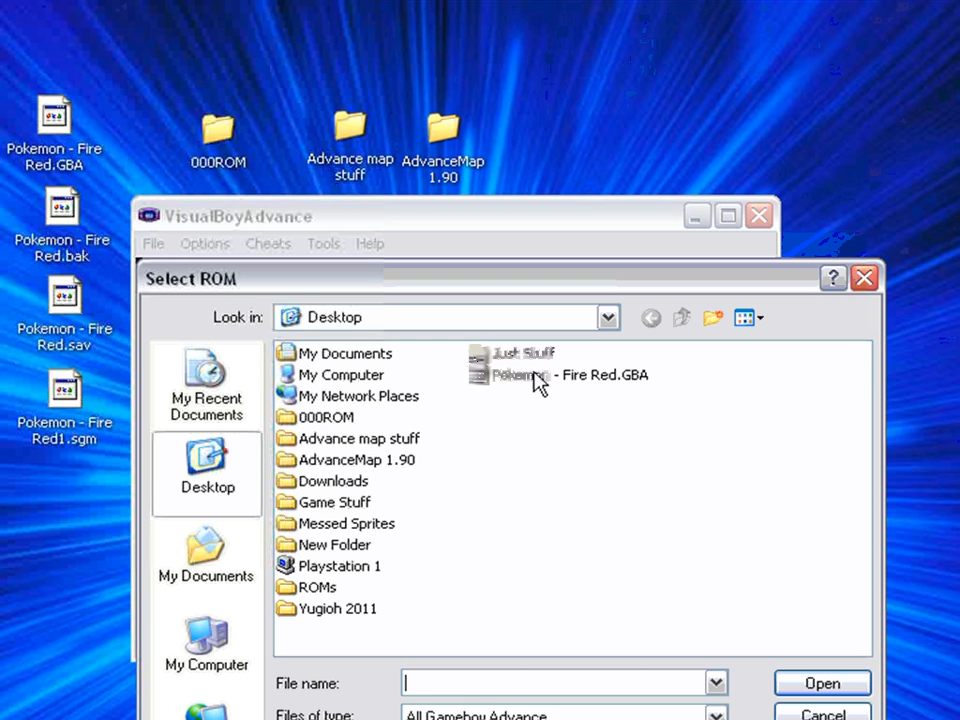 Pokemon - Fire
Red.GBA
000ROM
Advance map
stuff
AdvanceMap
1.90
Pokemon - Fire
Red.bak
Pokemon - Fire
Red.sav
Pokemon - Fire
Red1.sgm
VisualBoyAdvance
File Options Cheats Tools Help
Select ROM
Look in: Desktop
My Recent
Documents
Desktop
My Documents
My Computer
My Documents
My Computer
My Network Places
000ROM
Advance map stuff
AdvanceMap 1.90
Downloads
Game Stuff
Messed Sprites
New Folder
Playstation 1
ROMs
Yugioh 2011
Just Stuff
Pokemon - Fire Red.GBA
File name:
Open
Files of type: All Gameboy Advance
Cancel